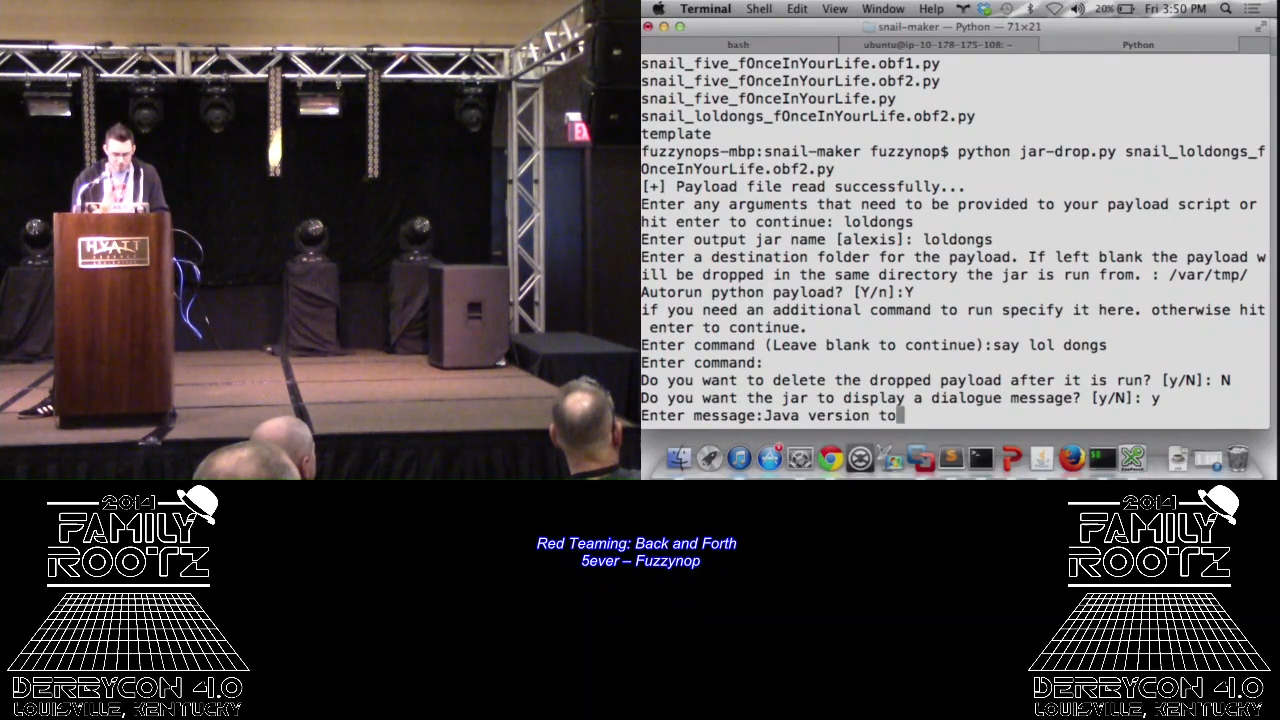 Terminal Shell Edit View Window Help 20% Fri 3:50 PM
snail-maker — Python — 71×21
bash ubuntu@ip-10-178-175-108: ~ Python
snail_five_fOnceInYourLife.obf1.py
snail_five_fOnceInYourLife.obf2.py
snail_five_fOnceInYourLife.py
snail_loldongs_fOnceInYourLife.obf2.py
template
fuzzynops-mbp:snail-maker fuzzynop$ python jar-drop.py snail_loldongs_f
OnceInYourLife.obf2.py
[+] Payload file read successfully...
Enter any arguments that need to be provided to your payload script or
hit enter to continue: loldongs
Enter output jar name [alexis]: loldongs
Enter a destination folder for the payload. If left blank the payload w
ill be dropped in the same directory the jar is run from. : /var/tmp/
Autorun python payload? [Y/n]:Y
if you need an additional command to run specify it here. otherwise hit
enter to continue.
Enter command (Leave blank to continue):say lol dongs
Enter command:
Do you want to delete the dropped payload after it is run? [y/N]: N
Do you want the jar to display a dialogue message? [y/N]: y
Enter message:Java version to
HYATT
2014
FAMILY
ROOTZ
DERBYCON 4.0
LOUISVILLE, KENTUCKY
Red Teaming: Back and Forth
5ever – Fuzzynop
2014
FAMILY
ROOTZ
DERBYCON 4.0
LOUISVILLE, KENTUCKY